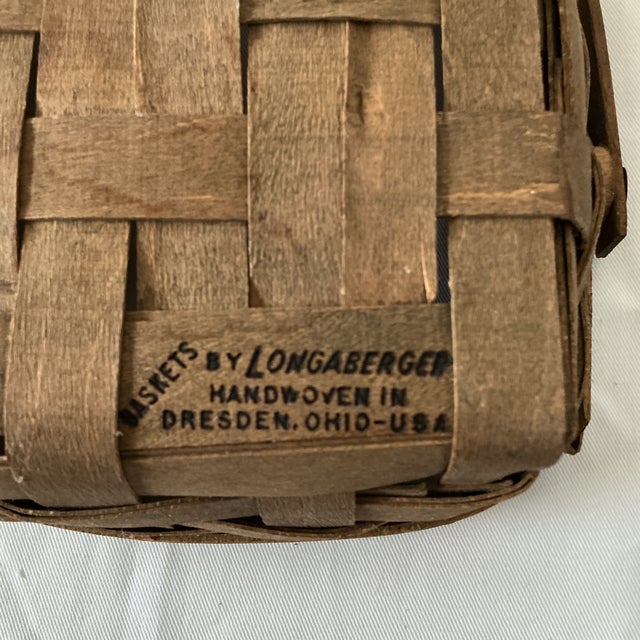 BASKETS
BY LONGABERGER
HANDWOVEN IN
DRESDEN, OHIO-USA